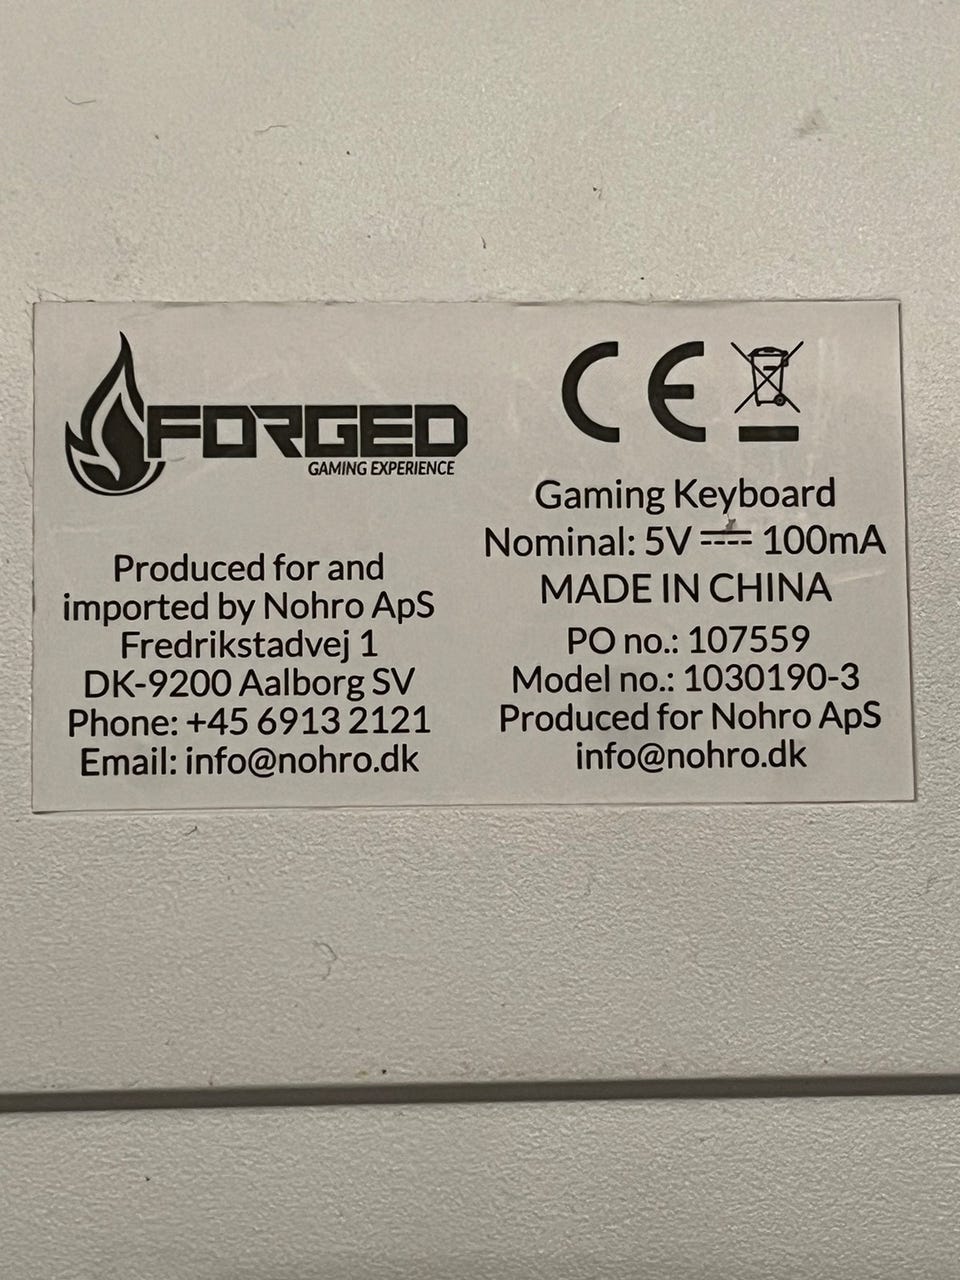 FORGED
GAMING EXPERIENCE
Produced for and
imported by Nohro ApS
Fredrikstadvej 1
DK-9200 Aalborg SV
Phone: +45 6913 2121
Email: info@nohro.dk
CE
Gaming Keyboard
Nominal: 5V ⎓ 100mA
MADE IN CHINA
PO no.: 107559
Model no.: 1030190-3
Produced for Nohro ApS
info@nohro.dk